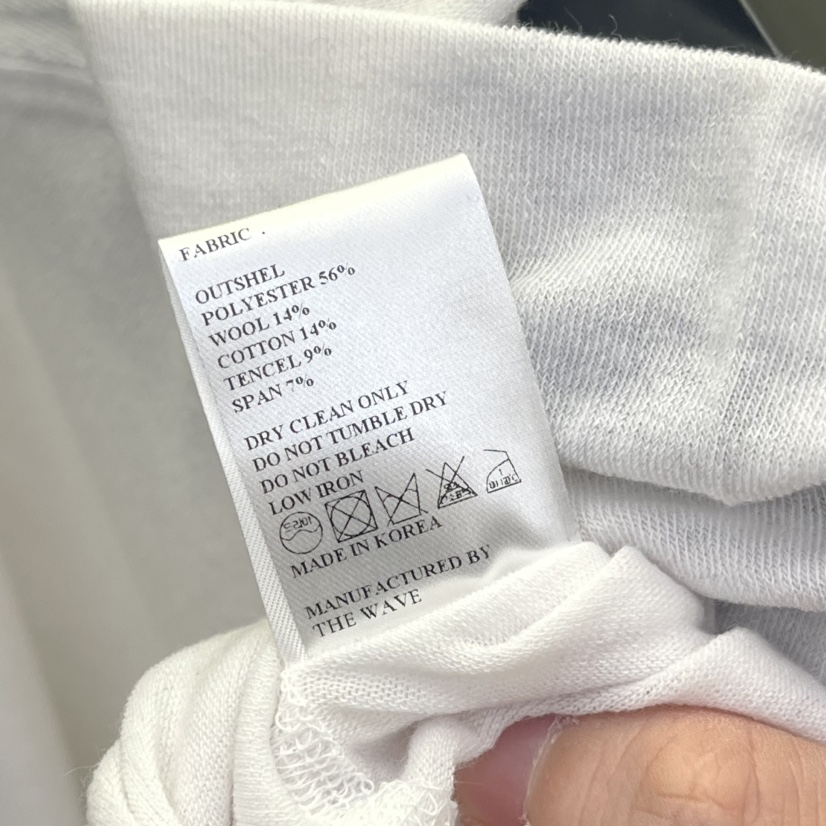 FABRIC .
OUTSHEL
POLYESTER 56%
WOOL 14%
COTTON 14%
TENCEL 9%
SPAN 7%
DRY CLEAN ONLY
DO NOT TUMBLE DRY
DO NOT BLEACH
LOW IRON
MADE IN KOREA
MANUFACTURED BY
THE WAVE